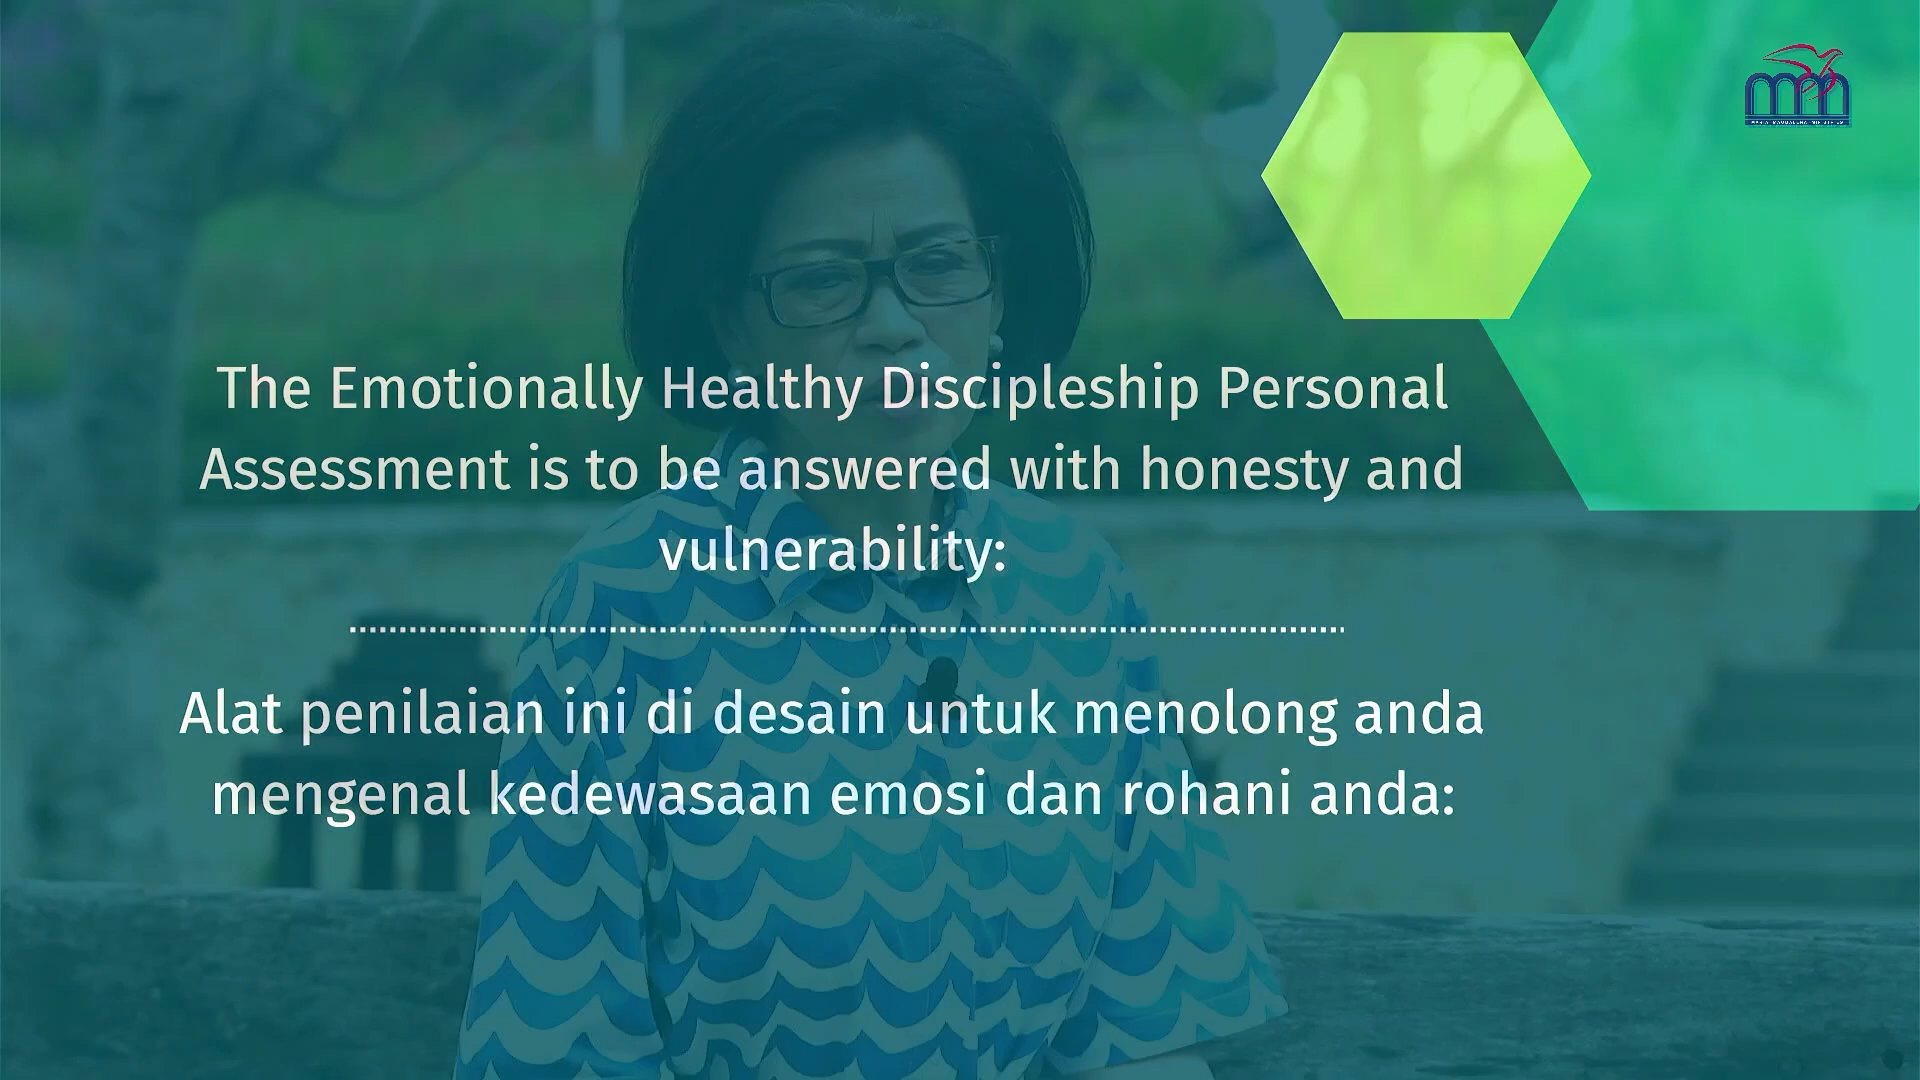 The Emotionally Healthy Discipleship Personal
Assessment is to be answered with honesty and
vulnerability:
Alat penilaian ini di desain untuk menolong anda
mengenal kedewasaan emosi dan rohani anda: